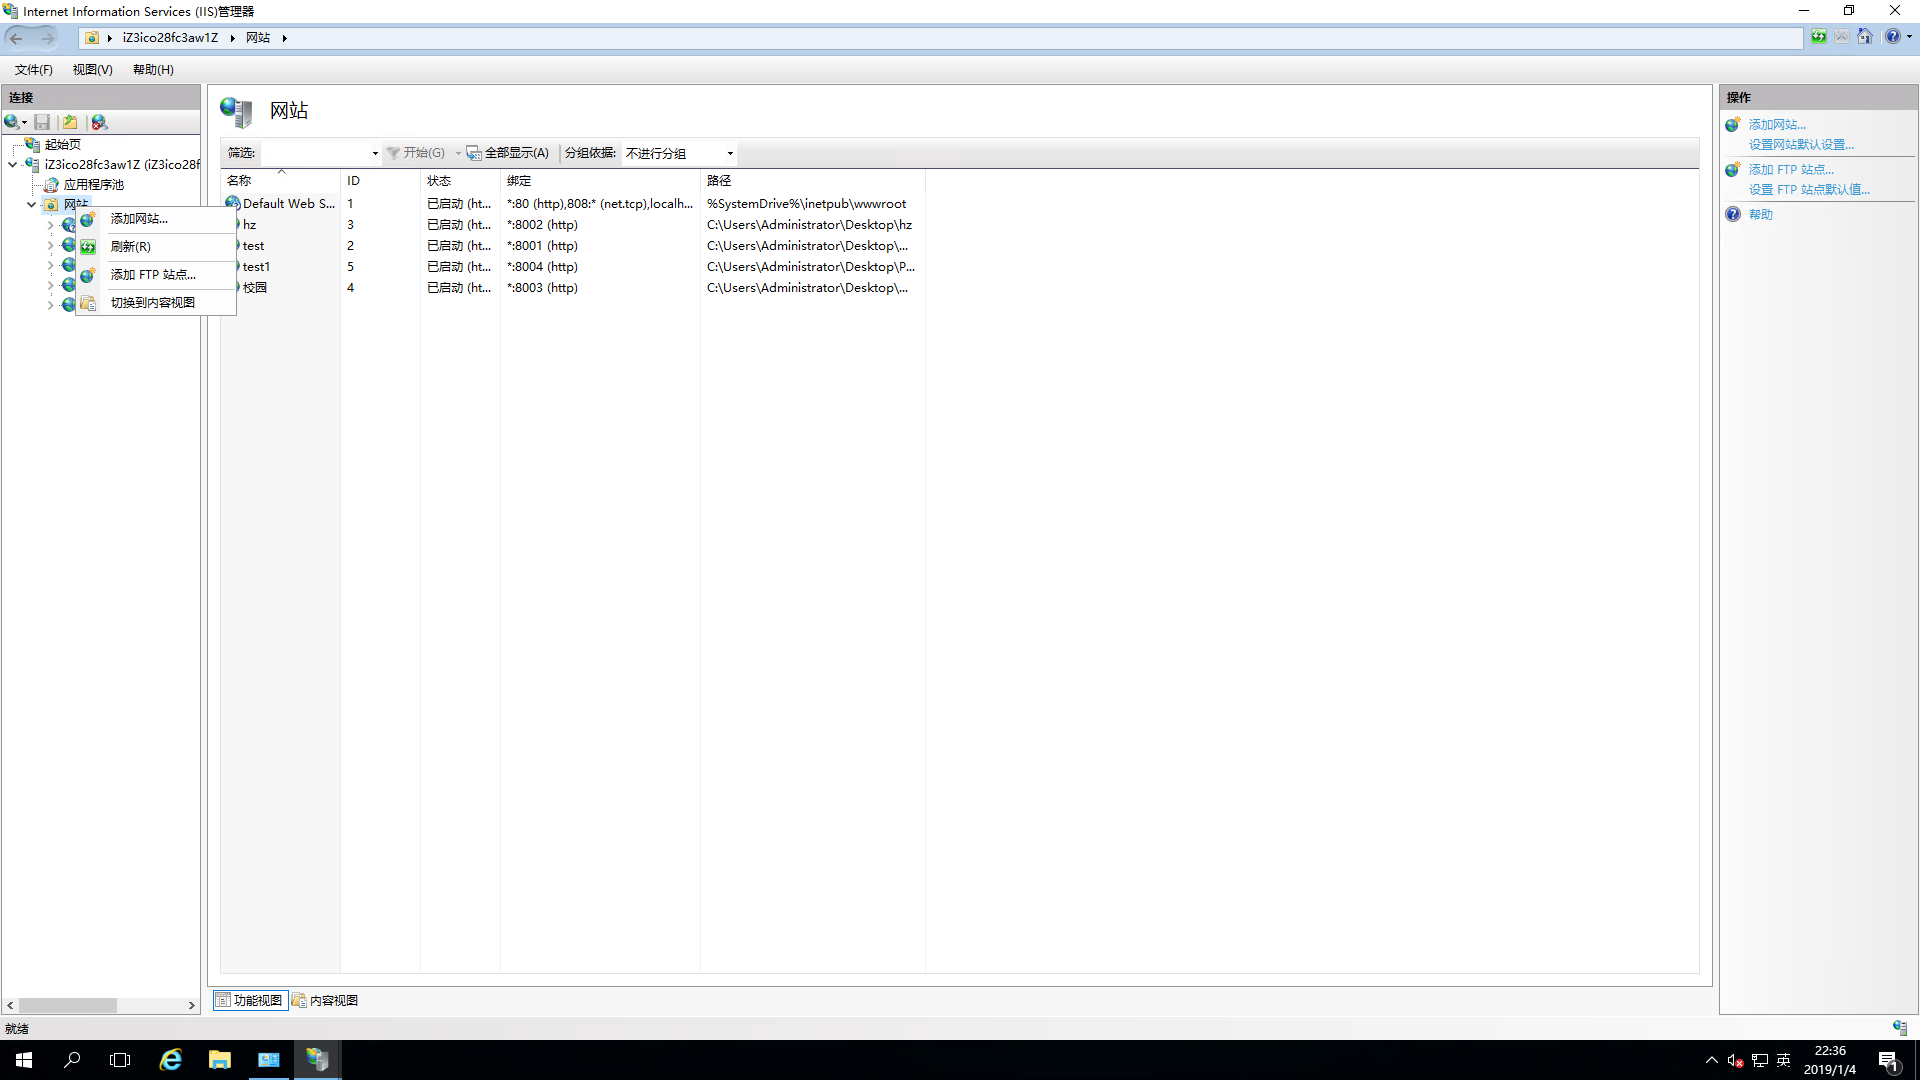 Internet Information Services (IIS)管理器
iZ3ico28fc3aw1Z 网站
文件(F) 视图(V) 帮助(H)
连接
起始页
iZ3ico28fc3aw1Z (iZ3ico28f
应用程序池
网站
添加网站...
刷新(R)
添加 FTP 站点...
切换到内容视图
网站
筛选: 开始(G) 全部显示(A) 分组依据: 不进行分组
名称 ID 状态 绑定 路径
Default Web S... 1 已启动 (ht... *:80 (http),808:* (net.tcp),localh... %SystemDrive%\inetpub\wwwroot
hz 3 已启动 (ht... *:8002 (http) C:\Users\Administrator\Desktop\hz
test 2 已启动 (ht... *:8001 (http) C:\Users\Administrator\Desktop\...
test1 5 已启动 (ht... *:8004 (http) C:\Users\Administrator\Desktop\P...
校园 4 已启动 (ht... *:8003 (http) C:\Users\Administrator\Desktop\...
功能视图 内容视图
操作
添加网站...
设置网站默认设置...
添加 FTP 站点...
设置 FTP 站点默认值...
帮助
就绪
英
22:36
2019/1/4
1